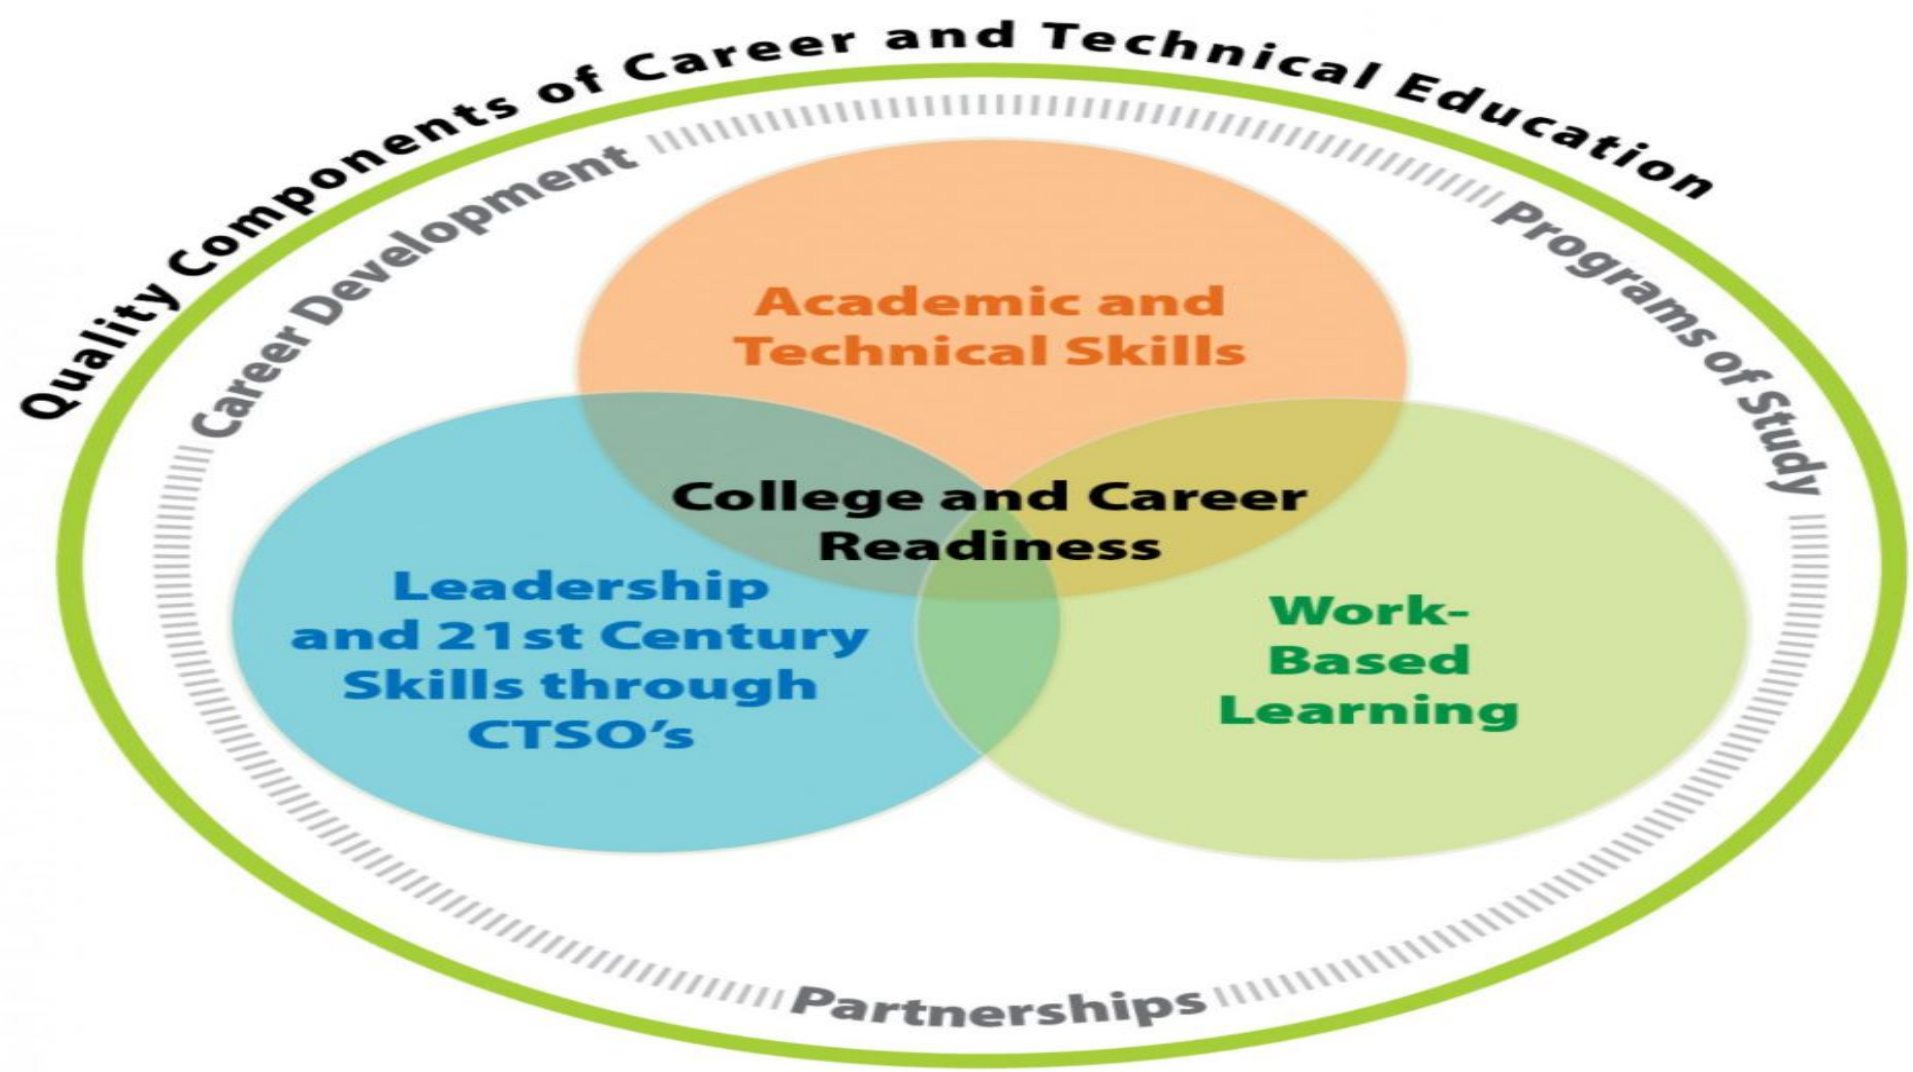 Quality Components of Career and Technical Education
Career Development
Programs of Study
Academic and
Technical Skills
College and Career
Readiness
Leadership
and 21st Century
Skills through
CTSO’s
Work-
Based
Learning
Partnerships